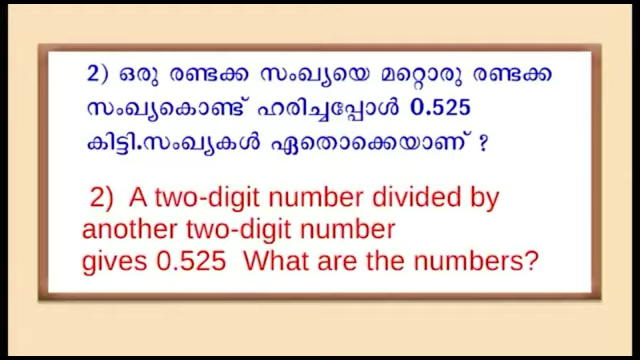 2) ഒരു രണ്ടക്ക സംഖ്യയെ മറ്റൊരു രണ്ടക്ക
സംഖ്യകൊണ്ട് ഹരിച്ചപ്പോൾ 0.525
കിട്ടി.സംഖ്യകൾ ഏതൊക്കെയാണ് ?
2) A two-digit number divided by
another two-digit number
gives 0.525 What are the numbers?